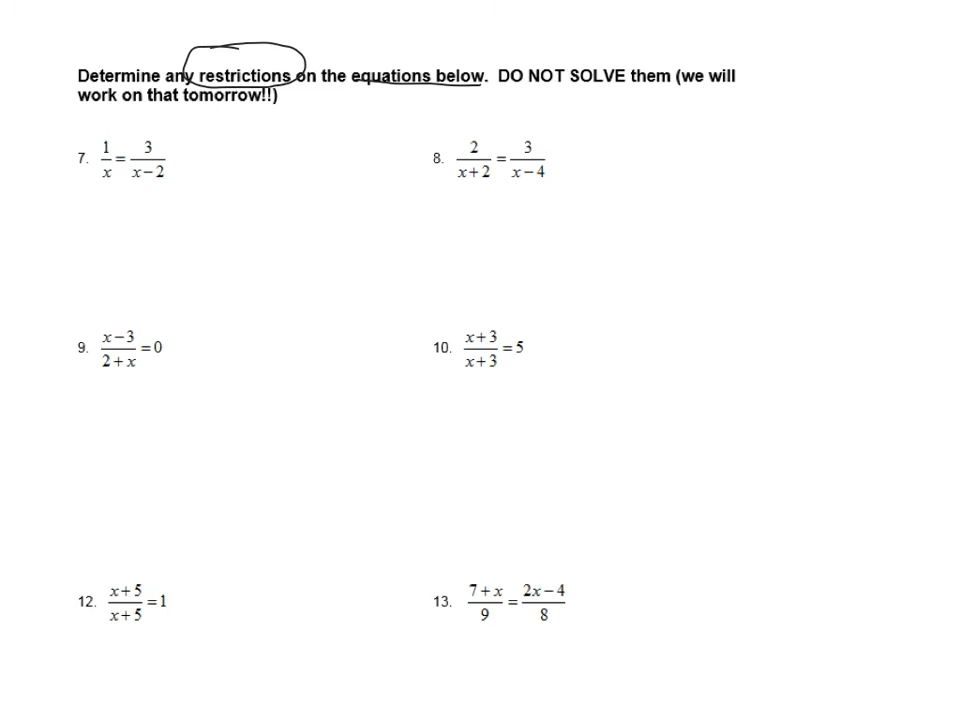 Determine any restrictions on the equations below. DO NOT SOLVE them (we will
work on that tomorrow!!)
7. 1/x = 3/(x−2)
8. 2/(x+2) = 3/(x−4)
9. (x−3)/(2+x) = 0
10. (x+3)/(x+3) = 5
12. (x+5)/(x+5) = 1
13. (7+x)/9 = (2x−4)/8